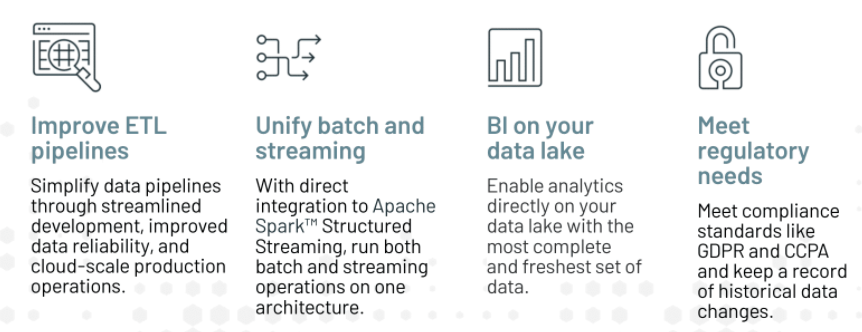 Improve ETL
pipelines
Simplify data pipelines
through streamlined
development, improved
data reliability, and
cloud-scale production
operations.
Unify batch and
streaming
With direct
integration to Apache
Spark™ Structured
Streaming, run both
batch and streaming
operations on one
architecture.
BI on your
data lake
Enable analytics
directly on your
data lake with the
most complete
and freshest set of
data.
Meet
regulatory
needs
Meet compliance
standards like
GDPR and CCPA
and keep a record
of historical data
changes.